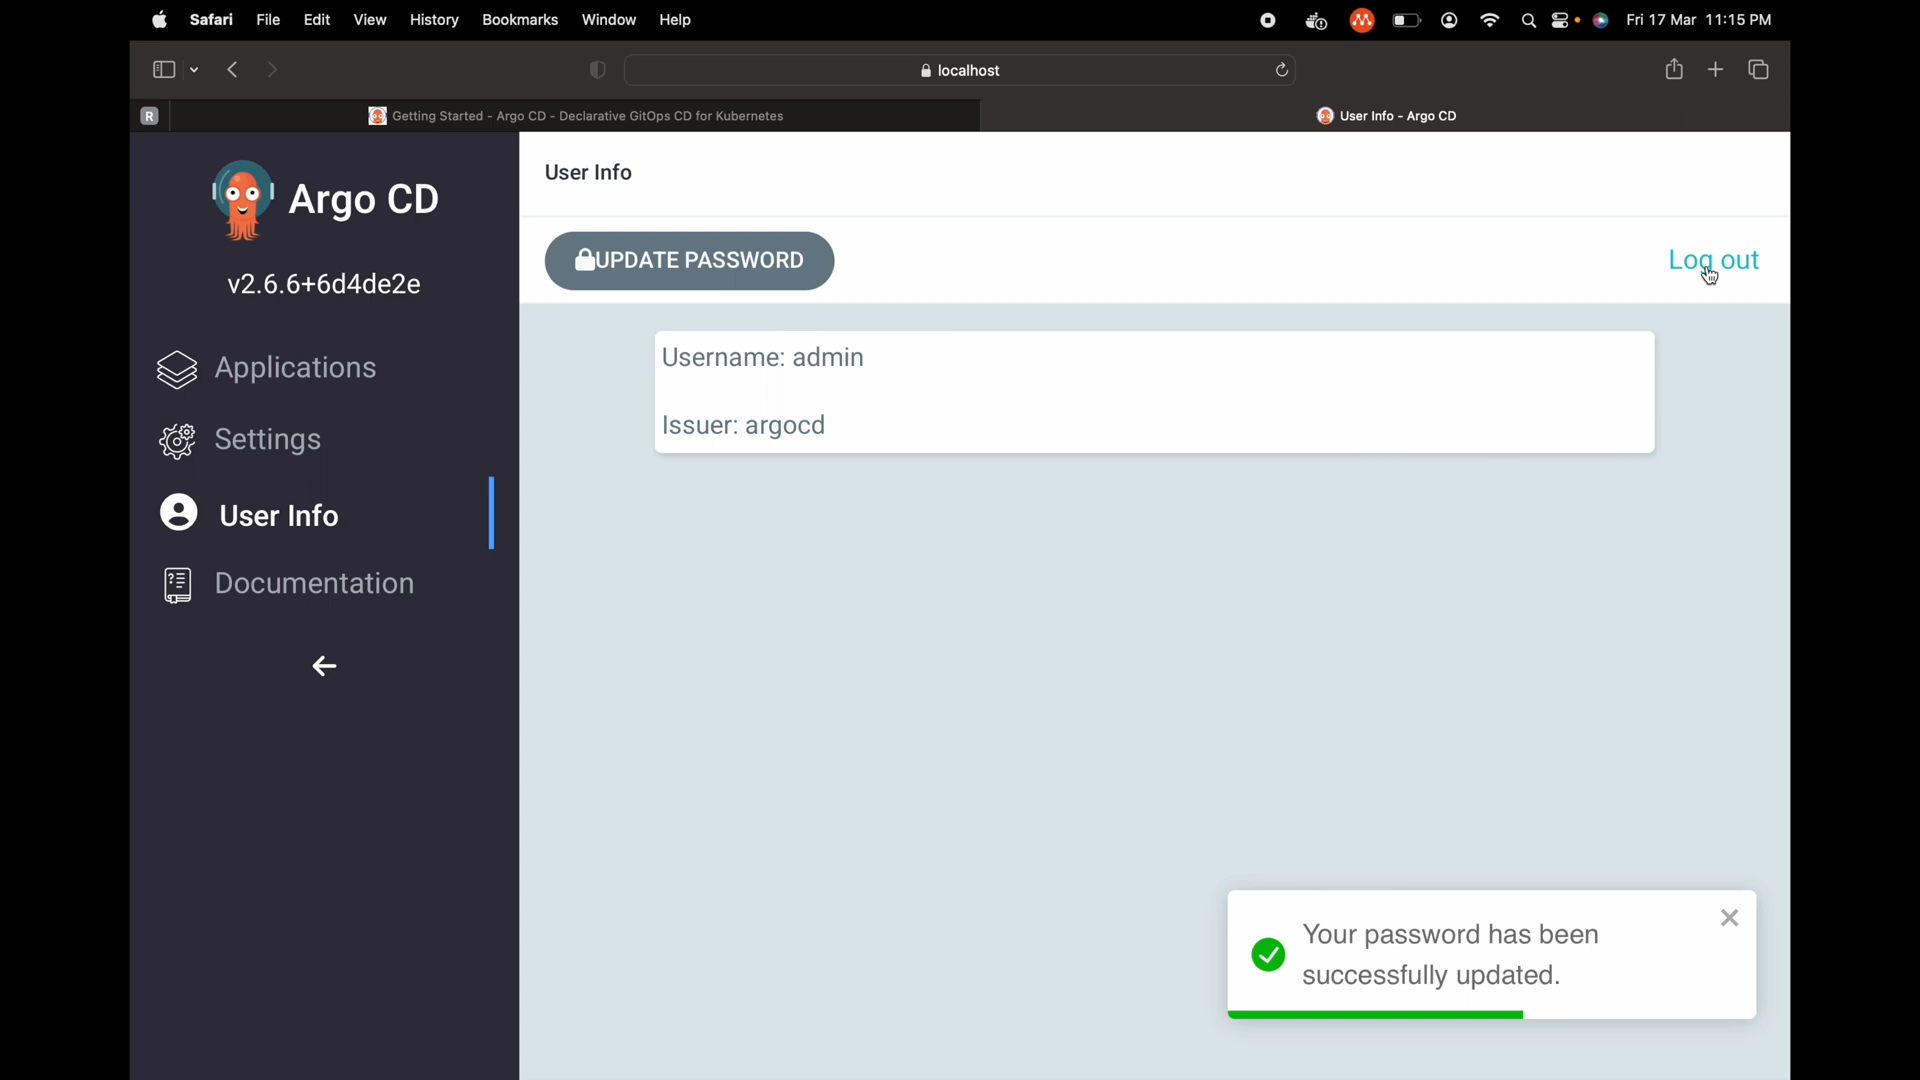 Safari File Edit View History Bookmarks Window Help Fri 17 Mar 11:15 PM
localhost
R Getting Started - Argo CD - Declarative GitOps CD for Kubernetes User Info - Argo CD
Argo CD
v2.6.6+6d4de2e
Applications
Settings
User Info
Documentation
User Info
UPDATE PASSWORD Log out
Username: admin
Issuer: argocd
Your password has been
successfully updated.